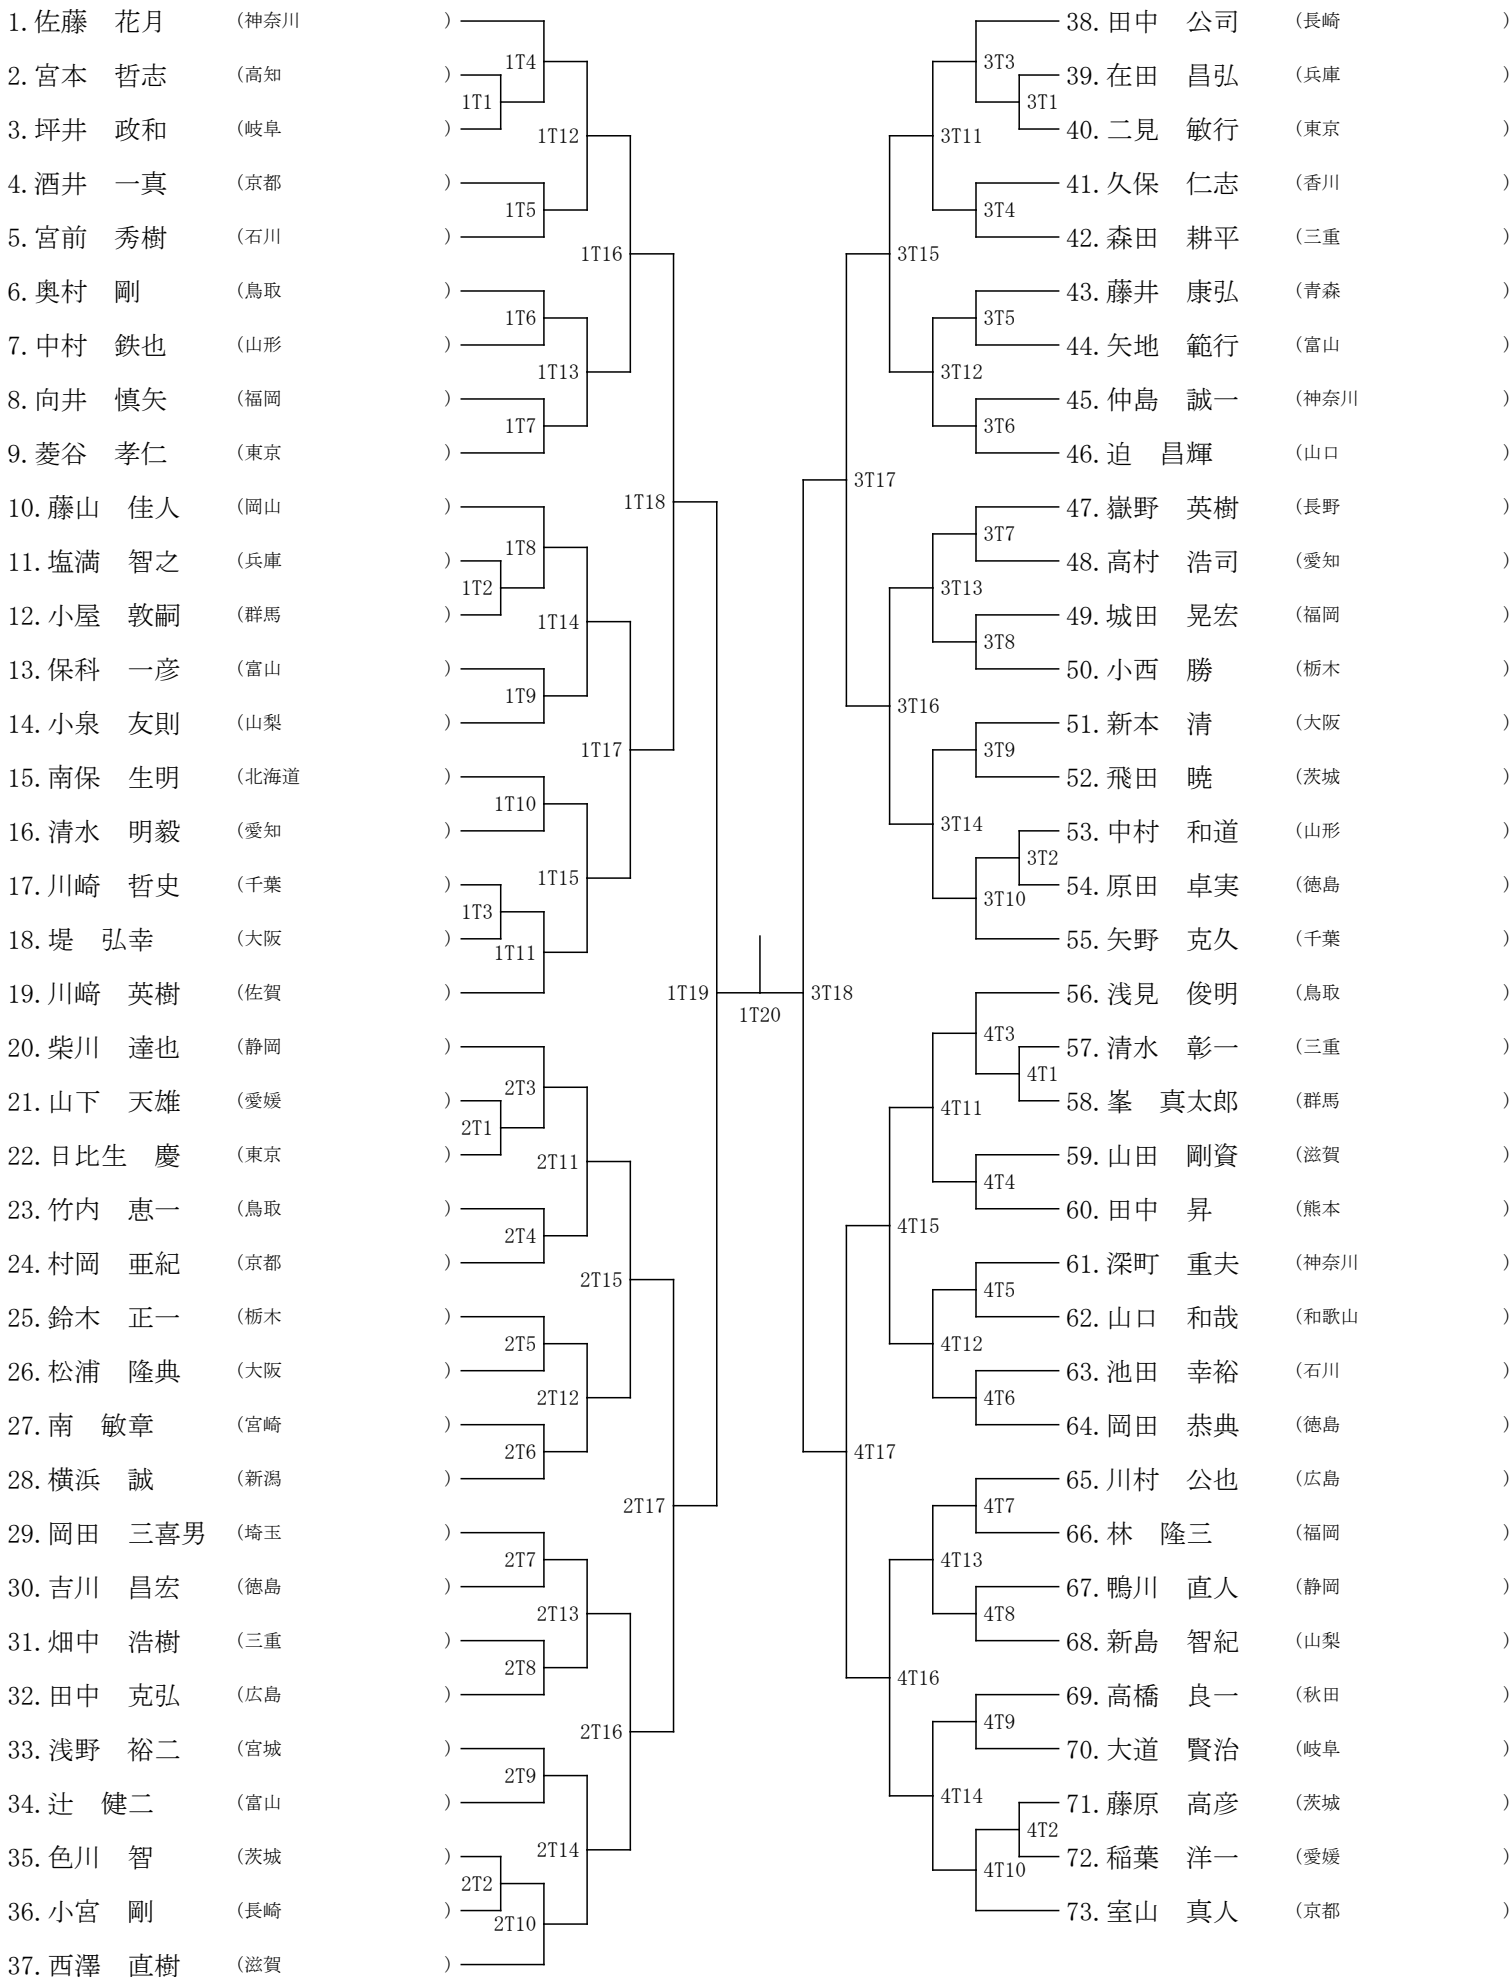 1.佐藤　花月　(神奈川　)
2.宮本　哲志　(高知　)
3.坪井　政和　(岐阜　)
4.酒井　一真　(京都　)
5.宮前　秀樹　(石川　)
6.奥村　剛　(鳥取　)
7.中村　鉄也　(山形　)
8.向井　慎矢　(福岡　)
9.菱谷　孝仁　(東京　)
10.藤山　佳人　(岡山　)
11.塩満　智之　(兵庫　)
12.小屋　敦嗣　(群馬　)
13.保科　一彦　(富山　)
14.小泉　友則　(山梨　)
15.南保　生明　(北海道　)
16.清水　明毅　(愛知　)
17.川崎　哲史　(千葉　)
18.堤　弘幸　(大阪　)
19.川﨑　英樹　(佐賀　)
20.柴川　達也　(静岡　)
21.山下　天雄　(愛媛　)
22.日比生　慶　(東京　)
23.竹内　恵一　(鳥取　)
24.村岡　亜紀　(京都　)
25.鈴木　正一　(栃木　)
26.松浦　隆典　(大阪　)
27.南　敏章　(宮崎　)
28.横浜　誠　(新潟　)
29.岡田　三喜男　(埼玉　)
30.吉川　昌宏　(徳島　)
31.畑中　浩樹　(三重　)
32.田中　克弘　(広島　)
33.浅野　裕二　(宮城　)
34.辻　健二　(富山　)
35.色川　智　(茨城　)
36.小宮　剛　(長崎　)
37.西澤　直樹　(滋賀　)
1T1
1T2
1T3
2T1
2T2
1T4
1T5
1T6
1T7
1T8
1T9
1T10
1T11
2T3
2T4
2T5
2T6
2T7
2T8
2T9
2T10
1T12
1T13
1T14
1T15
2T11
2T12
2T13
2T14
1T16
1T17
2T15
2T16
1T18
2T17
1T19
1T20
3T18
3T17
4T17
3T15
3T16
4T15
4T16
3T11
3T12
3T13
3T14
4T11
4T12
4T13
4T14
3T3
3T4
3T5
3T6
3T7
3T8
3T9
3T10
4T3
4T4
4T5
4T6
4T7
4T8
4T9
4T10
3T1
3T2
4T1
4T2
38.田中　公司　(長崎　)
39.在田　昌弘　(兵庫　)
40.二見　敏行　(東京　)
41.久保　仁志　(香川　)
42.森田　耕平　(三重　)
43.藤井　康弘　(青森　)
44.矢地　範行　(富山　)
45.仲島　誠一　(神奈川　)
46.迫　昌輝　(山口　)
47.嶽野　英樹　(長野　)
48.高村　浩司　(愛知　)
49.城田　晃宏　(福岡　)
50.小西　勝　(栃木　)
51.新本　清　(大阪　)
52.飛田　暁　(茨城　)
53.中村　和道　(山形　)
54.原田　卓実　(徳島　)
55.矢野　克久　(千葉　)
56.浅見　俊明　(鳥取　)
57.清水　彰一　(三重　)
58.峯　真太郎　(群馬　)
59.山田　剛資　(滋賀　)
60.田中　昇　(熊本　)
61.深町　重夫　(神奈川　)
62.山口　和哉　(和歌山　)
63.池田　幸裕　(石川　)
64.岡田　恭典　(徳島　)
65.川村　公也　(広島　)
66.林　隆三　(福岡　)
67.鴨川　直人　(静岡　)
68.新島　智紀　(山梨　)
69.高橋　良一　(秋田　)
70.大道　賢治　(岐阜　)
71.藤原　高彦　(茨城　)
72.稲葉　洋一　(愛媛　)
73.室山　真人　(京都　)